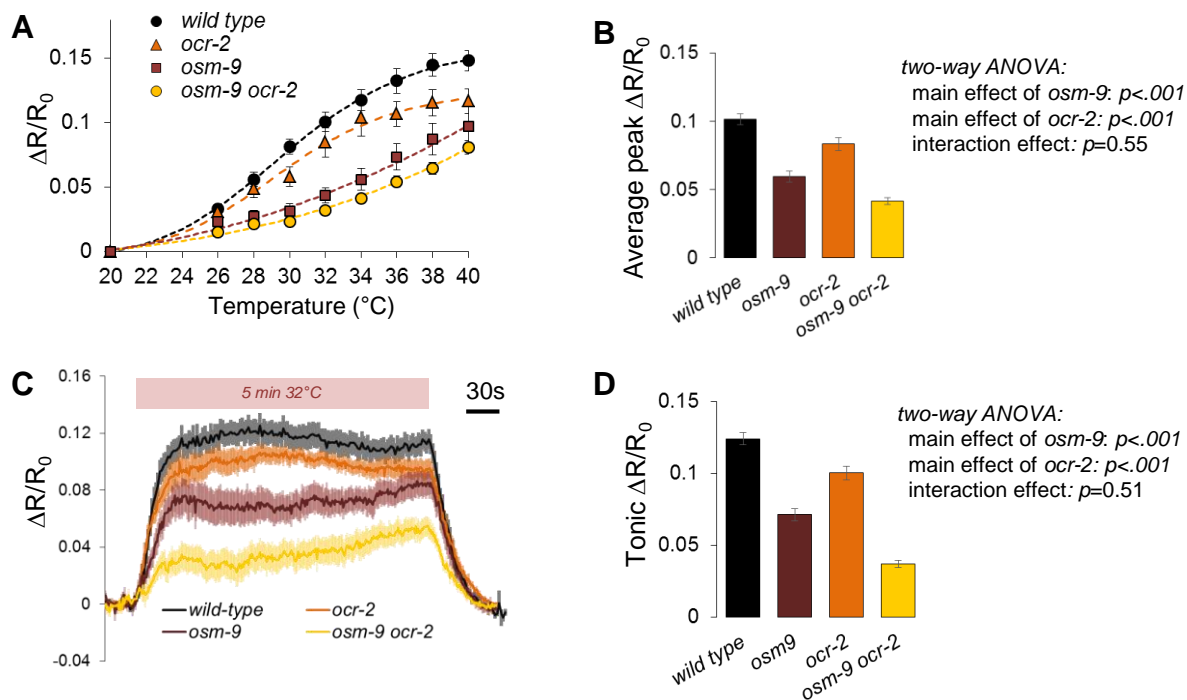 A
wild type
ocr-2
osm-9
osm-9 ocr-2
0.15
0.1
0.05
0
ΔR/R0
20 22 24 26 28 30 32 34 36 38 40
Temperature (°C)
B
0.15
0.1
0.05
0
Average peak ΔR/R0
wild type
osm-9
ocr-2
osm-9 ocr-2
two-way ANOVA:
main effect of osm-9: p<.001
main effect of ocr-2: p<.001
interaction effect: p=0.55
C
0.16
0.12
0.08
0.04
0
-0.04
ΔR/R0
5 min 32°C
30s
wild-type
ocr-2
osm-9
osm-9 ocr-2
D
0.15
0.1
0.05
0
Tonic ΔR/R0
wild type
osm9
ocr-2
osm-9 ocr-2
two-way ANOVA:
main effect of osm-9: p<.001
main effect of ocr-2: p<.001
interaction effect: p=0.51